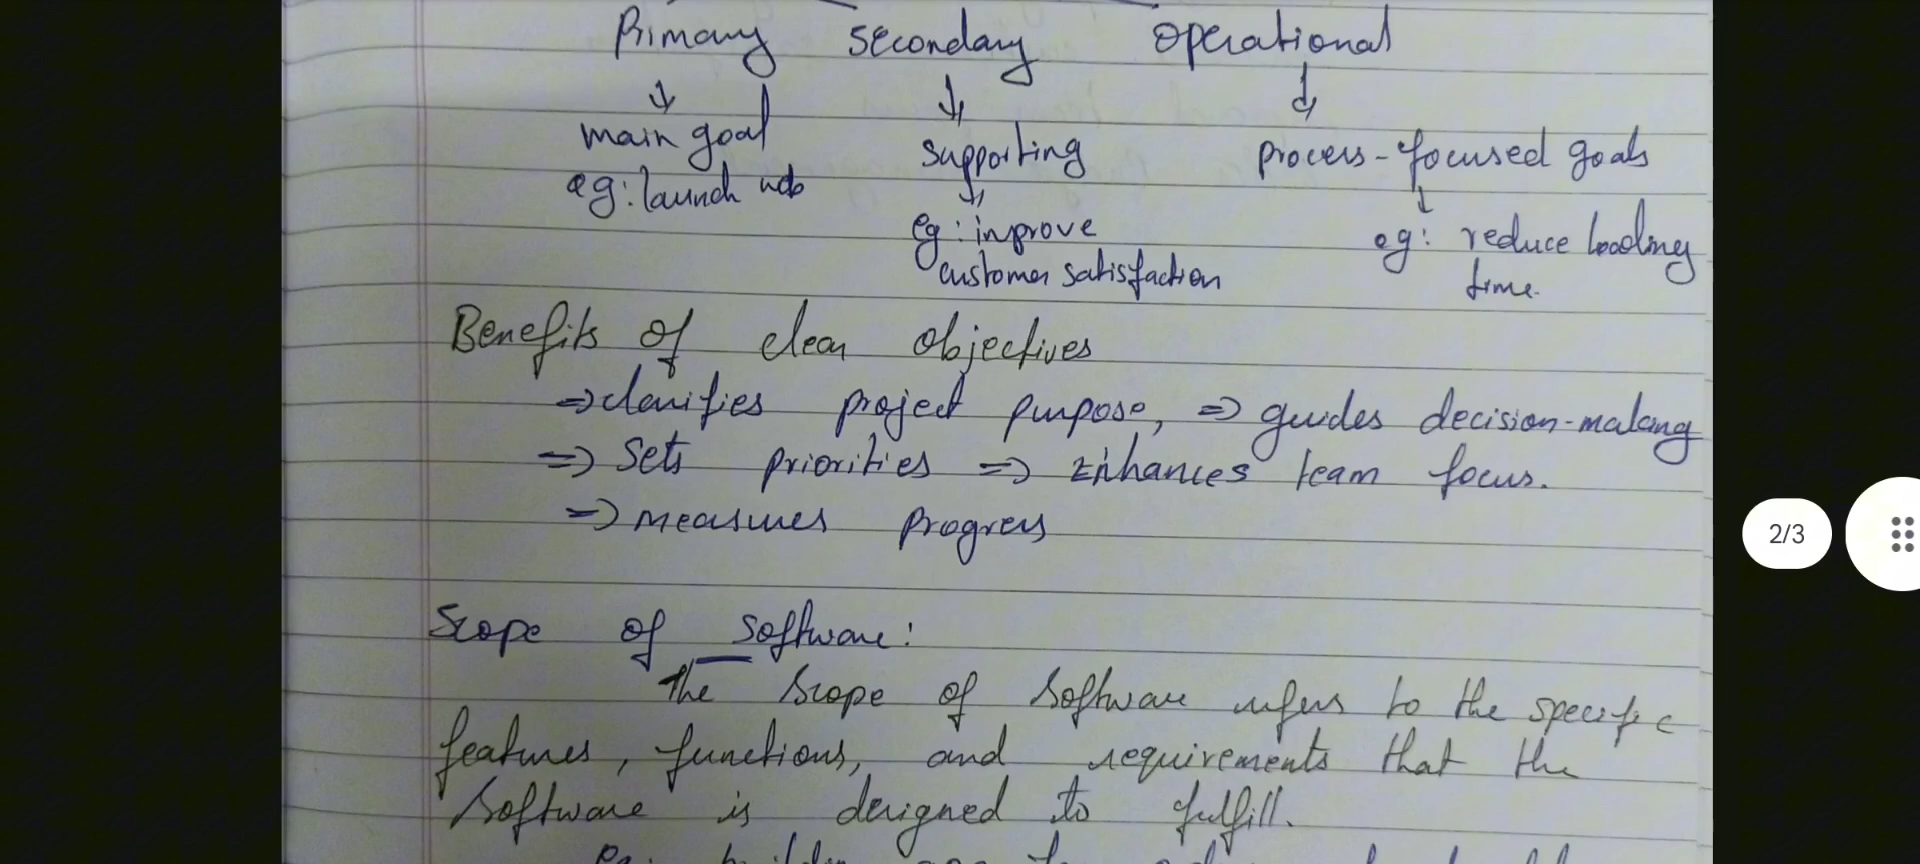 Primary secondary operational
main goal supporting process-focused goals
eg: launch web
eg: improve
customer satisfaction
eg: reduce loading
time.
Benefits of clear objectives
⇒ clarifies project purpose, ⇒ guides decision-making
⇒ Sets priorities ⇒ Enhances team focus.
⇒ measures progress
Scope of software:
The Scope of Software refers to the specific
features, functions, and requirements that the
Software is designed to fulfill.
2/3